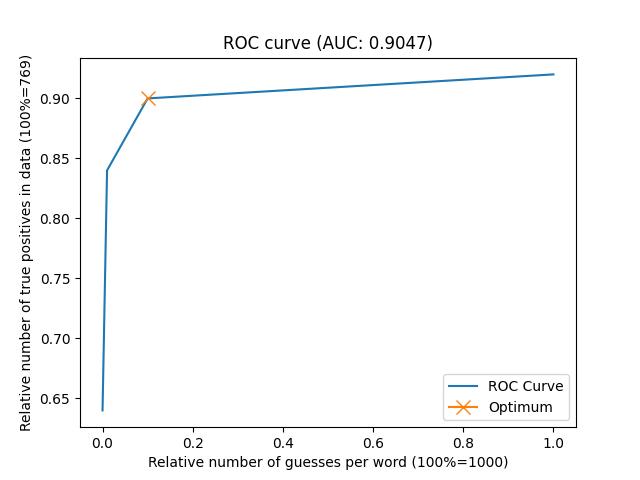 ROC curve (AUC: 0.9047)
Relative number of true positives in data (100%=769)
0.90
0.85
0.80
0.75
0.70
0.65
ROC Curve
Optimum
0.0 0.2 0.4 0.6 0.8 1.0
Relative number of guesses per word (100%=1000)